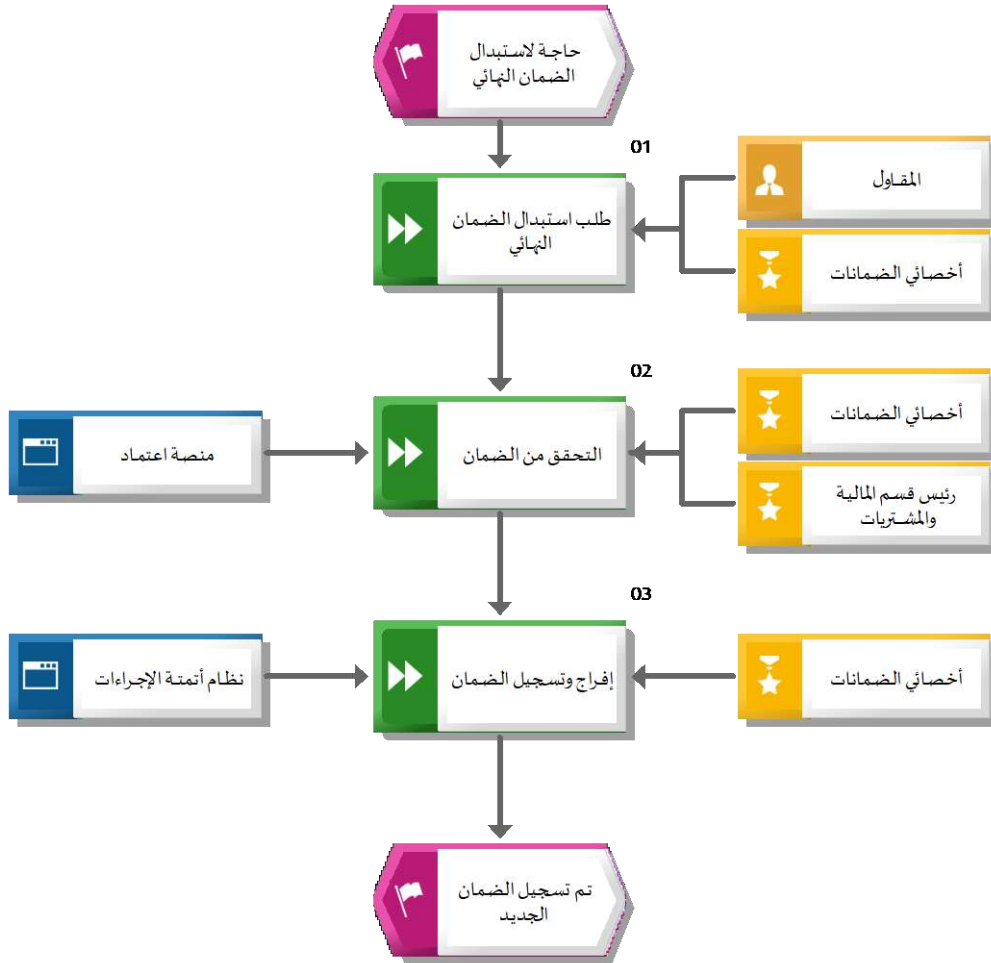 حاجة لاستبدال
الضمان النهائي
01
المقاول
طلب استبدال الضمان
النهائي
أخصائي الضمانات
02
أخصائي الضمانات
التحقق من الضمان
منصة اعتماد
رئيس قسم المالية
والمشتريات
03
أخصائي الضمانات
إفراج وتسجيل الضمان
نظام أتمتة الإجراءات
تم تسجيل الضمان
الجديد